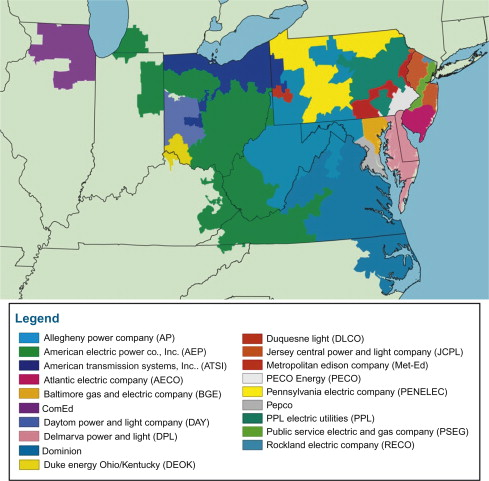 Legend
Allegheny power company (AP)
American electric power co., Inc. (AEP)
American transmission systems, Inc.. (ATSI)
Atlantic electric company (AECO)
Baltimore gas and electric company (BGE)
ComEd
Daytom power and light company (DAY)
Delmarva power and light (DPL)
Dominion
Duke energy Ohio/Kentucky (DEOK)
Duquesne light (DLCO)
Jersey central power and light company (JCPL)
Metropolitan edison company (Met-Ed)
PECO Energy (PECO)
Pennsylvania electric company (PENELEC)
Pepco
PPL electric utilities (PPL)
Public service electric and gas company (PSEG)
Rockland electric company (RECO)